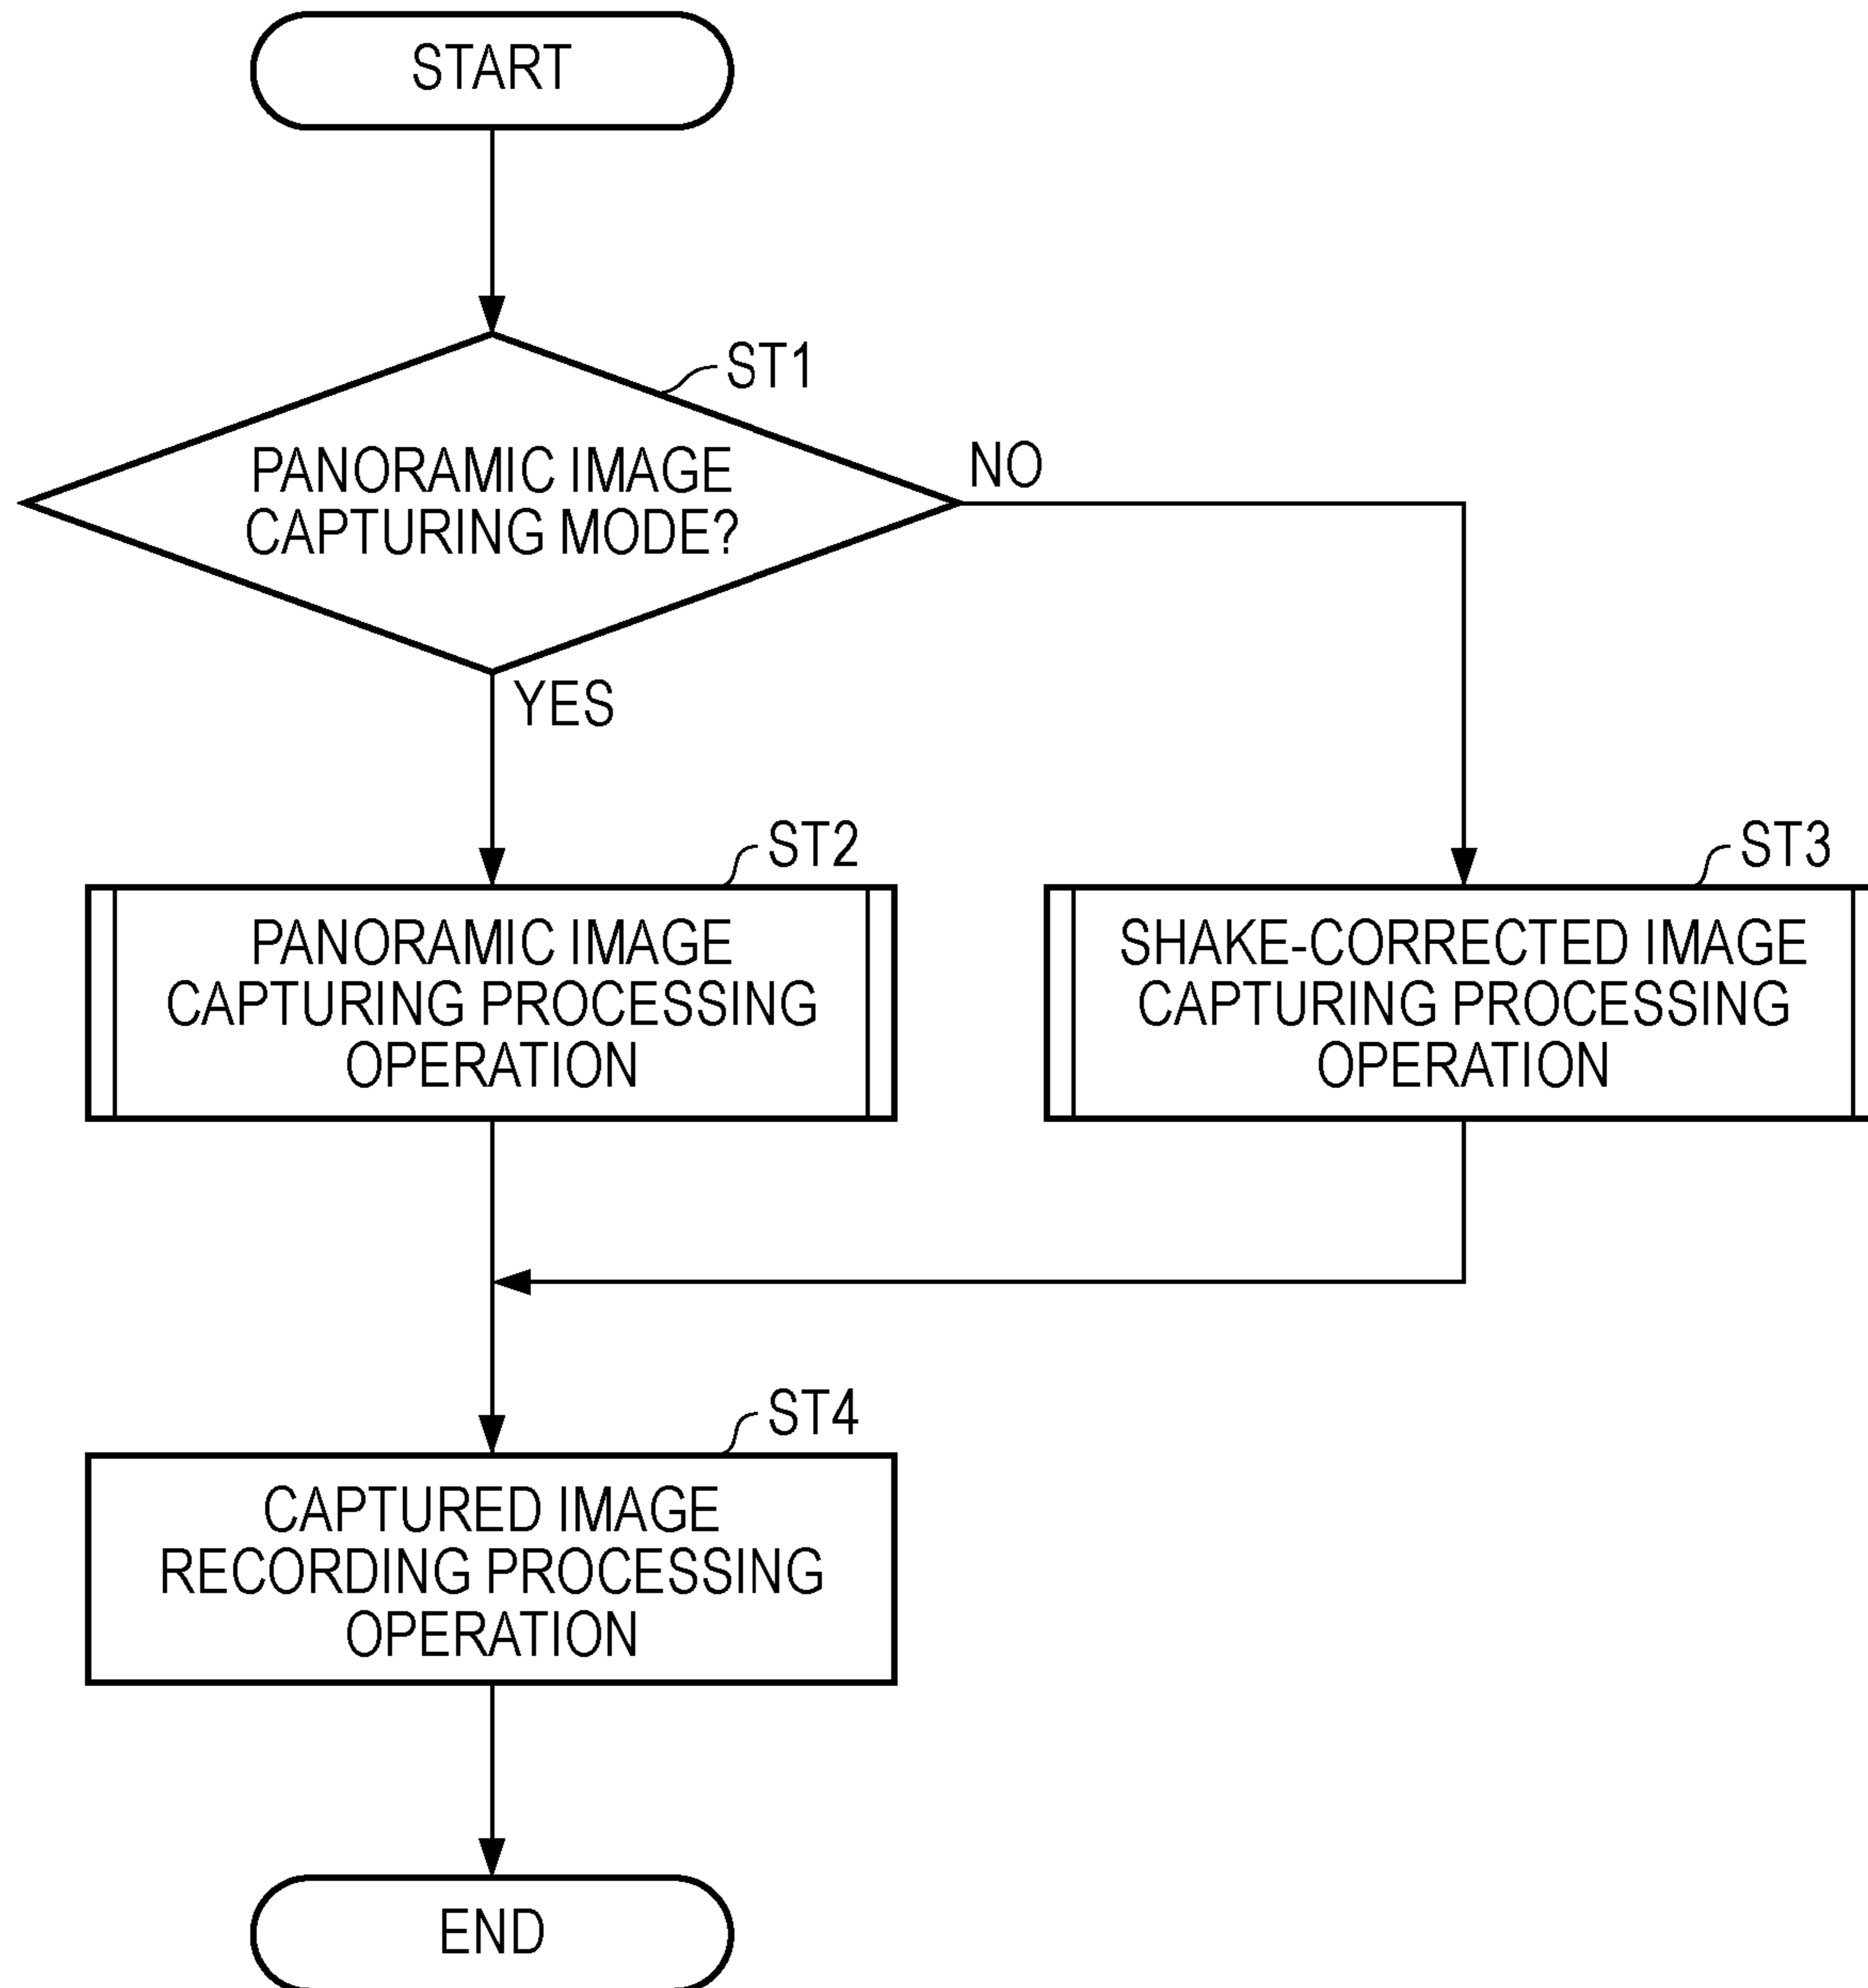 START
ST1
PANORAMIC IMAGE
CAPTURING MODE?
NO
YES
ST2
PANORAMIC IMAGE
CAPTURING PROCESSING
OPERATION
ST3
SHAKE-CORRECTED IMAGE
CAPTURING PROCESSING
OPERATION
ST4
CAPTURED IMAGE
RECORDING PROCESSING
OPERATION
END